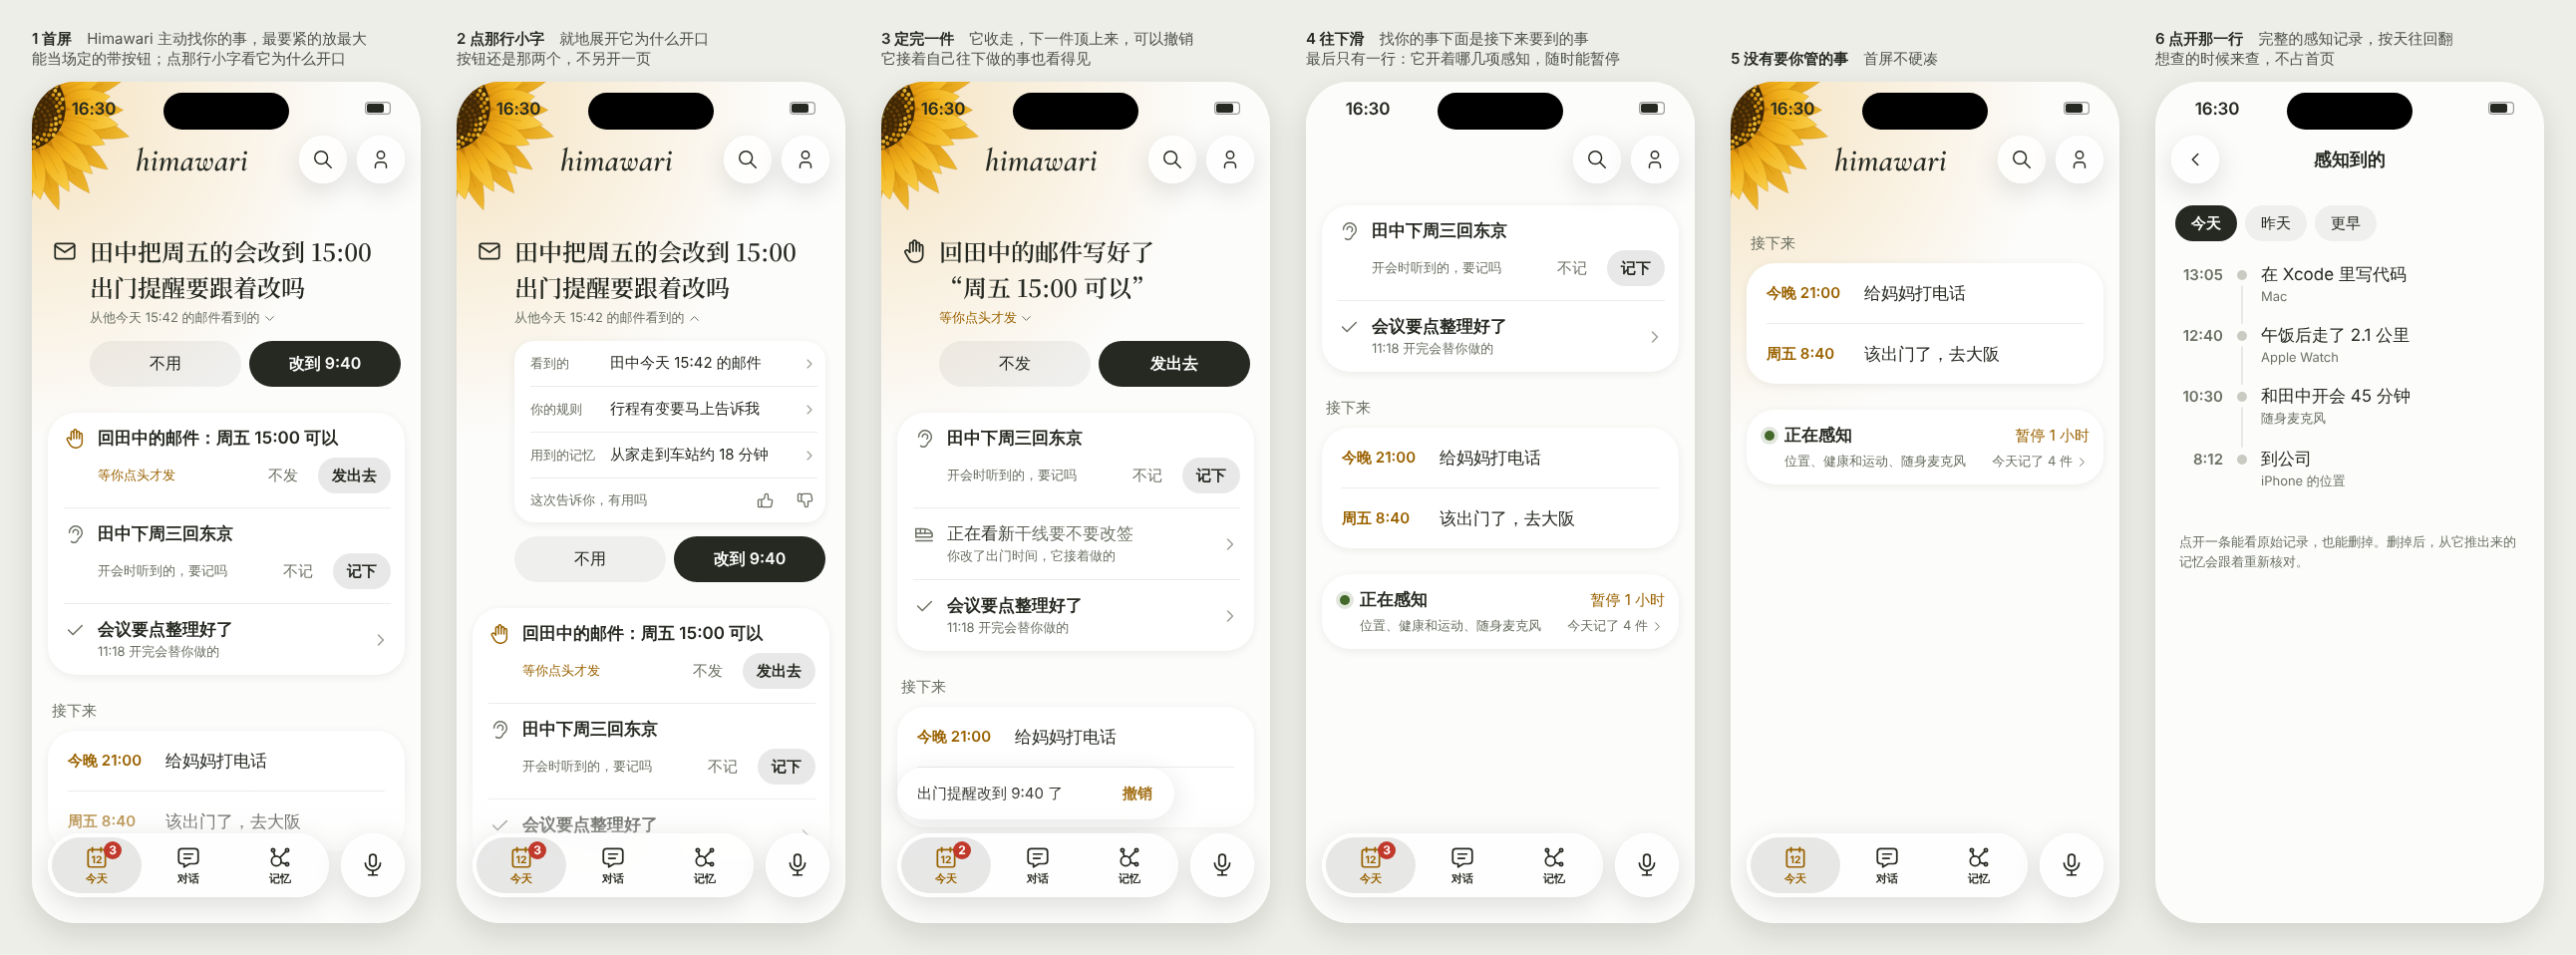 1 首屏 Himawari 主动找你的事，最要紧的放最大
能当场定的带按钮；点那行小字看它为什么开口
16:30
himawari
田中把周五的会改到 15:00
出门提醒要跟着改吗
从他今天 15:42 的邮件看到的
不用
改到 9:40
回田中的邮件：周五 15:00 可以
等你点头才发
不发
发出去
田中下周三回东京
开会时听到的，要记吗
不记
记下
会议要点整理好了
11:18 开完会替你做的
接下来
今晚 21:00 给妈妈打电话
周五 8:40 该出门了，去大阪
12
3
今天
对话
记忆
2 点那行小字 就地展开它为什么开口
按钮还是那两个，不另开一页
16:30
himawari
田中把周五的会改到 15:00
出门提醒要跟着改吗
从他今天 15:42 的邮件看到的
看到的 田中今天 15:42 的邮件
你的规则 行程有变要马上告诉我
用到的记忆 从家走到车站约 18 分钟
这次告诉你，有用吗
不用
改到 9:40
回田中的邮件：周五 15:00 可以
等你点头才发
不发
发出去
田中下周三回东京
开会时听到的，要记吗
不记
记下
会议要点整理好了
12
3
今天
对话
记忆
3 定完一件 它收走，下一件顶上来，可以撤销
它接着自己往下做的事也看得见
16:30
himawari
回田中的邮件写好了
“周五 15:00 可以”
等你点头才发
不发
发出去
田中下周三回东京
开会时听到的，要记吗
不记
记下
正在看新干线要不要改签
你改了出门时间，它接着做的
会议要点整理好了
11:18 开完会替你做的
接下来
今晚 21:00 给妈妈打电话
出门提醒改到 9:40 了
撤销
12
2
今天
对话
记忆
4 往下滑 找你的事下面是接下来要到的事
最后只有一行：它开着哪几项感知，随时能暂停
16:30
田中下周三回东京
开会时听到的，要记吗
不记
记下
会议要点整理好了
11:18 开完会替你做的
接下来
今晚 21:00 给妈妈打电话
周五 8:40 该出门了，去大阪
正在感知
暂停 1 小时
位置、健康和运动、随身麦克风
今天记了 4 件
12
3
今天
对话
记忆
5 没有要你管的事 首屏不硬凑
16:30
himawari
接下来
今晚 21:00 给妈妈打电话
周五 8:40 该出门了，去大阪
正在感知
暂停 1 小时
位置、健康和运动、随身麦克风
今天记了 4 件
12
今天
对话
记忆
6 点开那一行 完整的感知记录，按天往回翻
想查的时候来查，不占首页
16:30
感知到的
今天
昨天
更早
13:05 在 Xcode 里写代码
Mac
12:40 午饭后走了 2.1 公里
Apple Watch
10:30 和田中开会 45 分钟
随身麦克风
8:12 到公司
iPhone 的位置
点开一条能看原始记录，也能删掉。删掉后，从它推出来的
记忆会跟着重新核对。